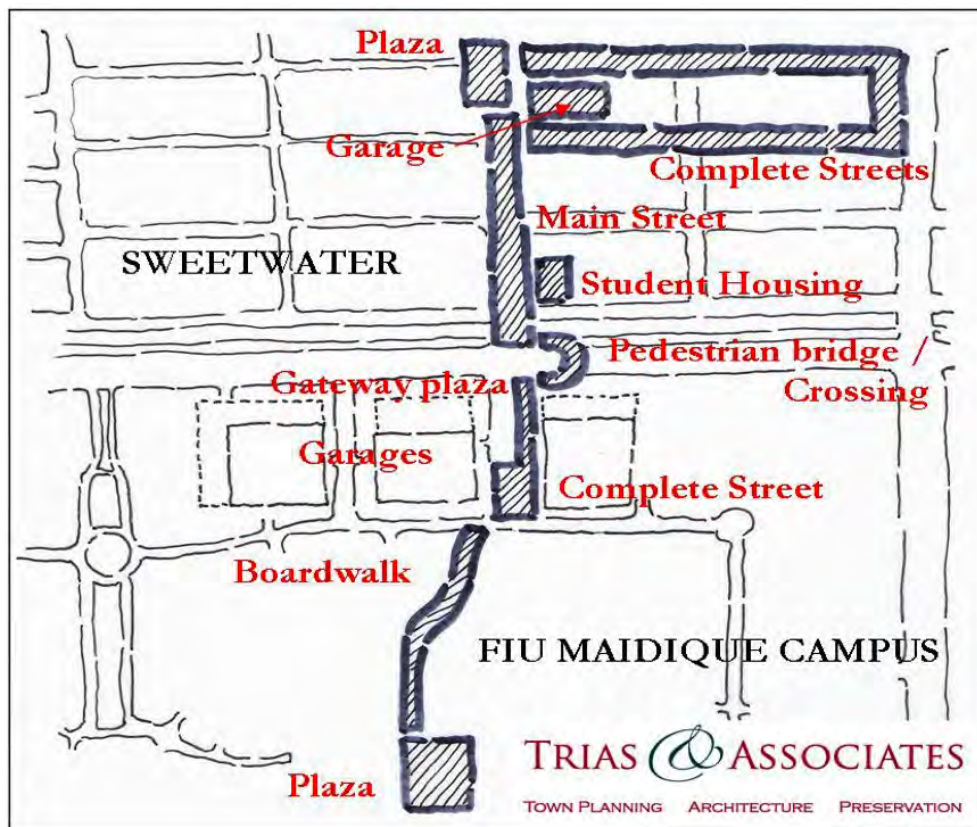 Plaza
Garage
Complete Streets
Main Street
SWEETWATER
Student Housing
Pedestrian bridge /
Crossing
Gateway plaza
Garages
Complete Street
Boardwalk
FIU MAIDIQUE CAMPUS
Plaza
TRIAS & ASSOCIATES
TOWN PLANNING ARCHITECTURE PRESERVATION